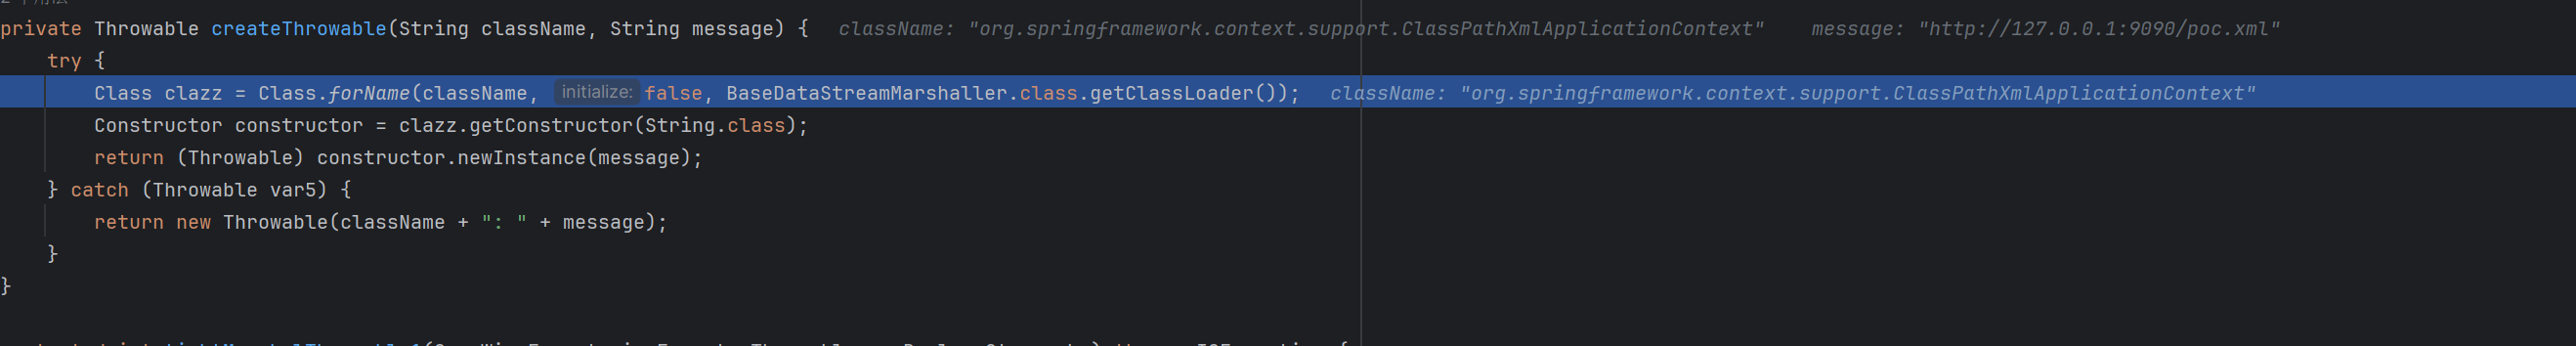 private Throwable createThrowable(String className, String message) {   className: "org.springframework.context.support.ClassPathXmlApplicationContext"    message: "http://127.0.0.1:9090/poc.xml"
    try {
        Class clazz = Class.forName(className, initialize: false, BaseDataStreamMarshaller.class.getClassLoader());   className: "org.springframework.context.support.ClassPathXmlApplicationContext"
        Constructor constructor = clazz.getConstructor(String.class);
        return (Throwable) constructor.newInstance(message);
    } catch (Throwable var5) {
        return new Throwable(className + ": " + message);
    }
}